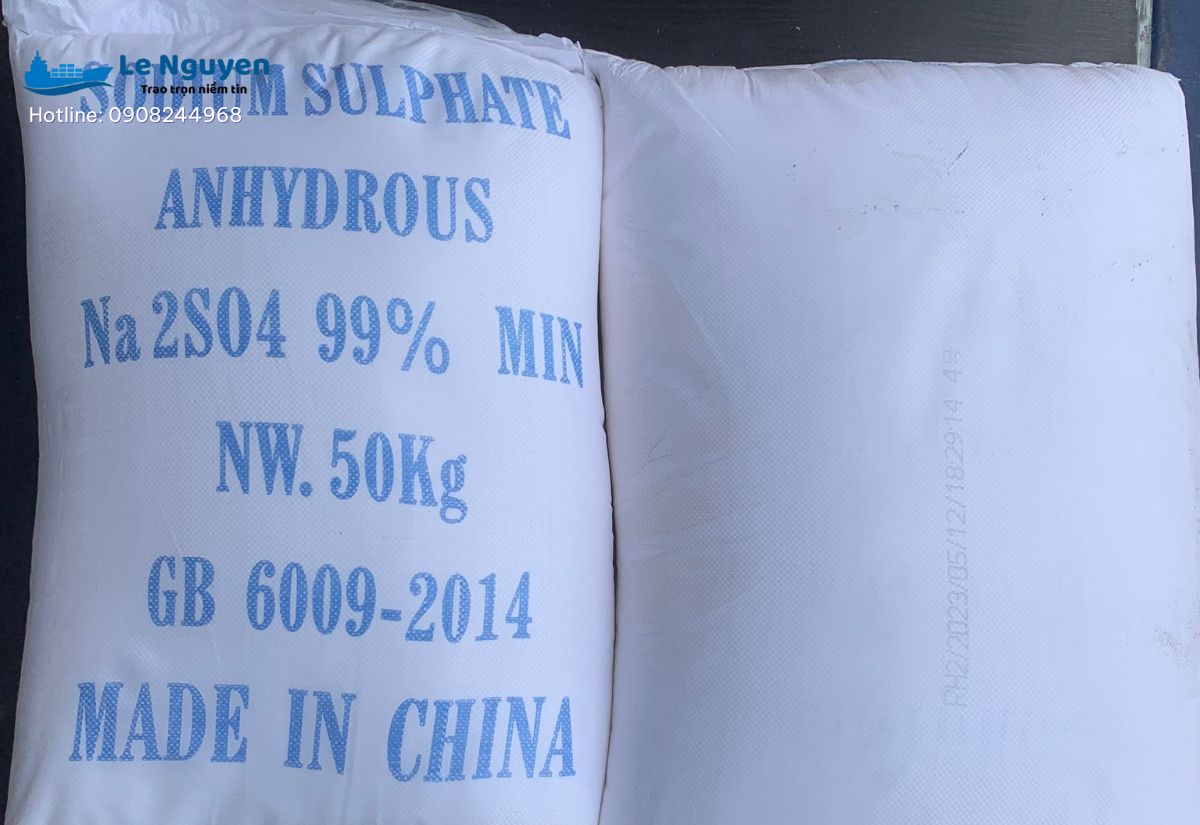 Le Nguyen
Trao trọn niềm tin
Hotline: 0908244968
SODIUM SULPHATE
ANHYDROUS
Na2SO4 99% MIN
NW. 50Kg
GB 6009-2014
MADE IN CHINA
RH2/2023/05/12/182914 4号